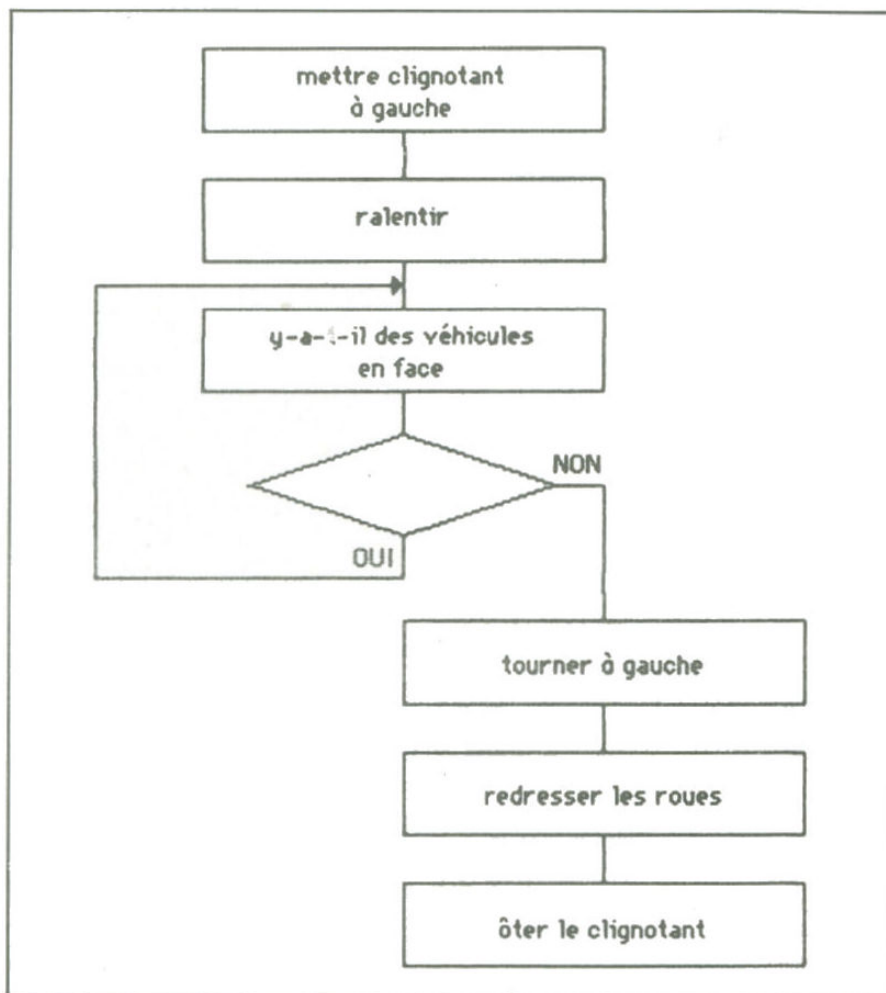 mettre clignotant
à gauche
ralentir
y-a-t-il des véhicules
en face
NON
OUI
tourner à gauche
redresser les roues
ôter le clignotant